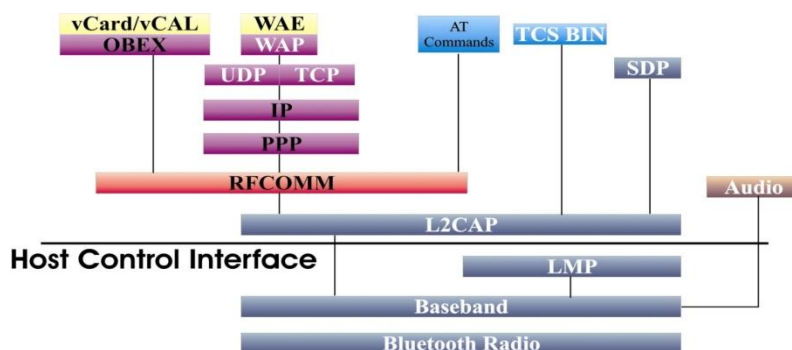 vCard/vCAL
OBEX
WAE
WAP
AT
Commands
TCS BIN
UDP TCP
SDP
IP
PPP
RFCOMM
Audio
L2CAP
Host Control Interface
LMP
Baseband
Bluetooth Radio